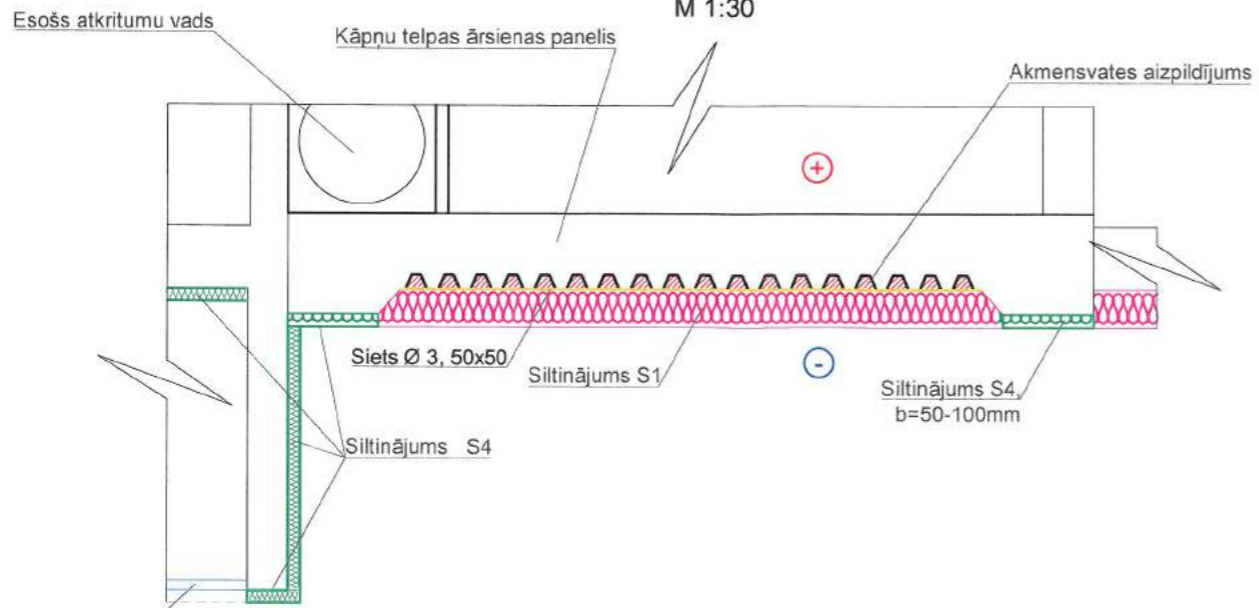 M 1:30
Esošs atkritumu vads
Kāpņu telpas ārsienas panelis
Akmensvates aizpildījums
+
Siets Ø 3, 50x50
Siltinājums S1
-
Siltinājums S4,
b=50-100mm
Siltinājums S4